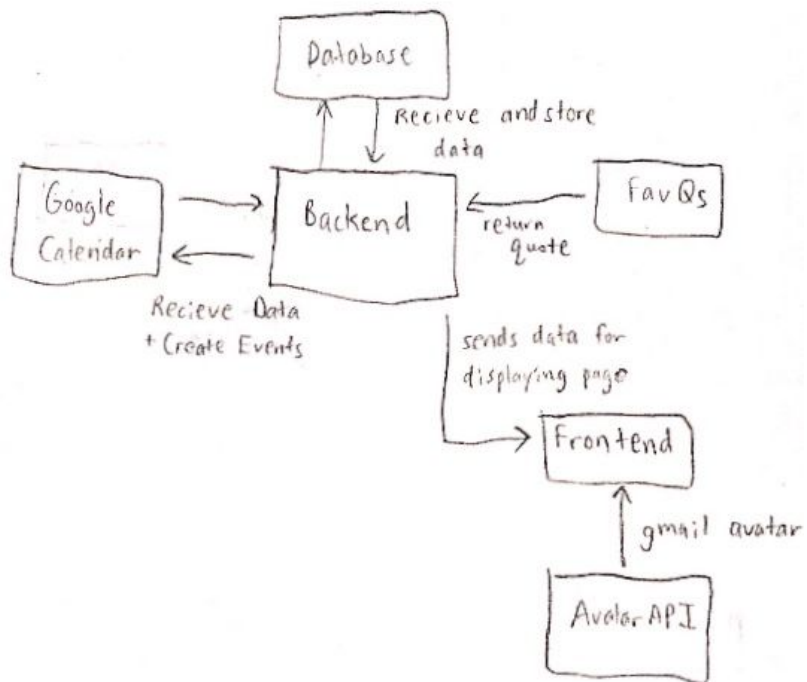 Database
Recieve and store
data
Google
Calendar
Backend
FavQs
return
quote
Recieve Data
+ Create Events
sends data for
displaying page
Frontend
gmail avatar
Avatar API